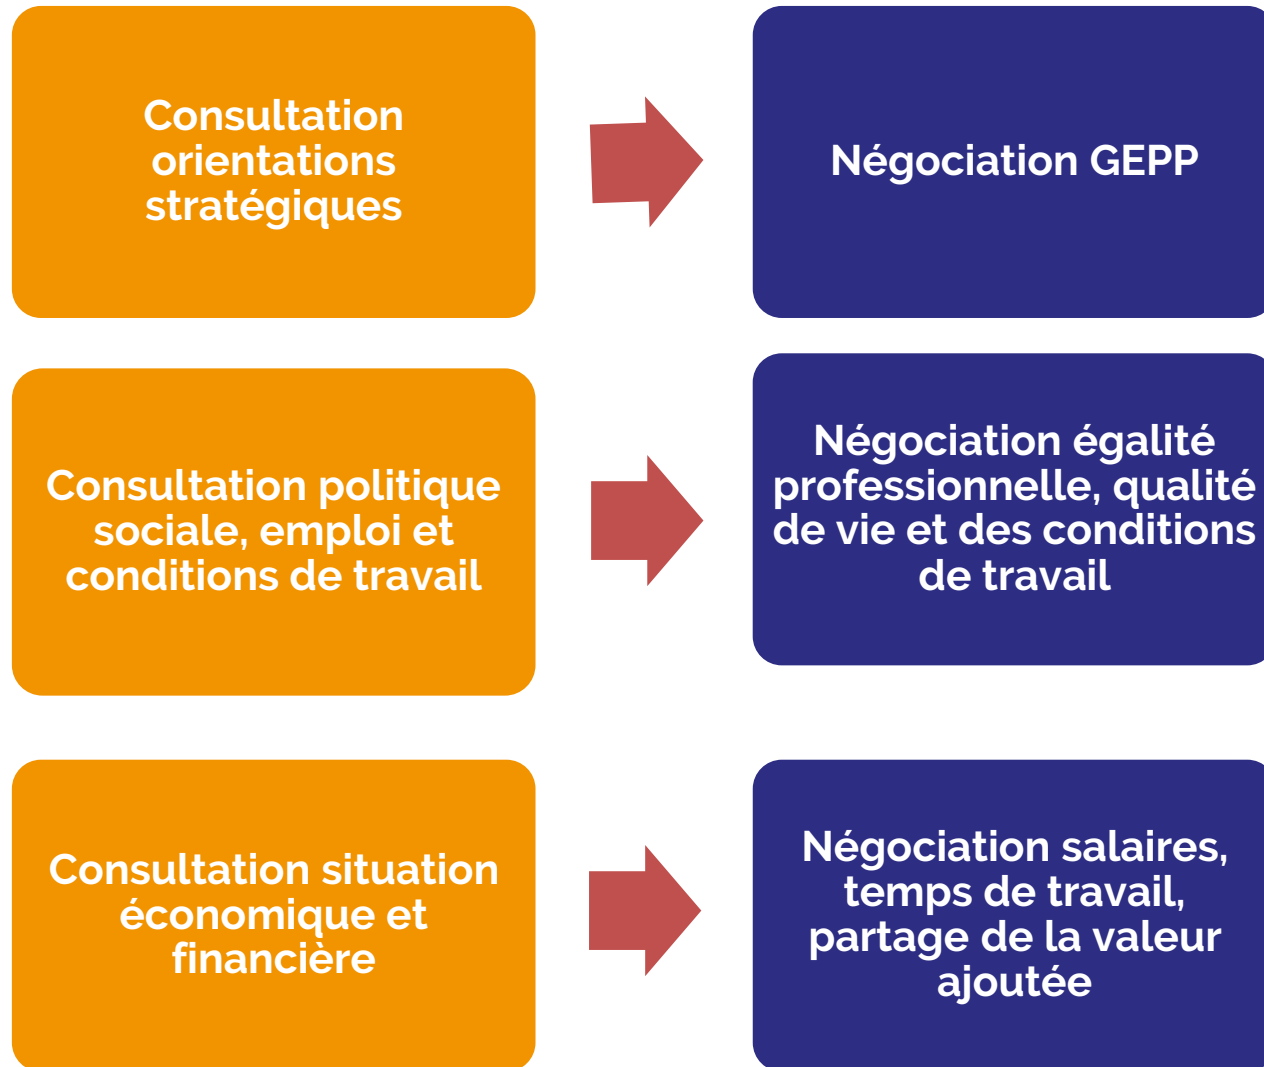 Consultation
orientations
stratégiques
Négociation GEPP
Consultation politique
sociale, emploi et
conditions de travail
Négociation égalité
professionnelle, qualité
de vie et des conditions
de travail
Consultation situation
économique et
financière
Négociation salaires,
temps de travail,
partage de la valeur
ajoutée